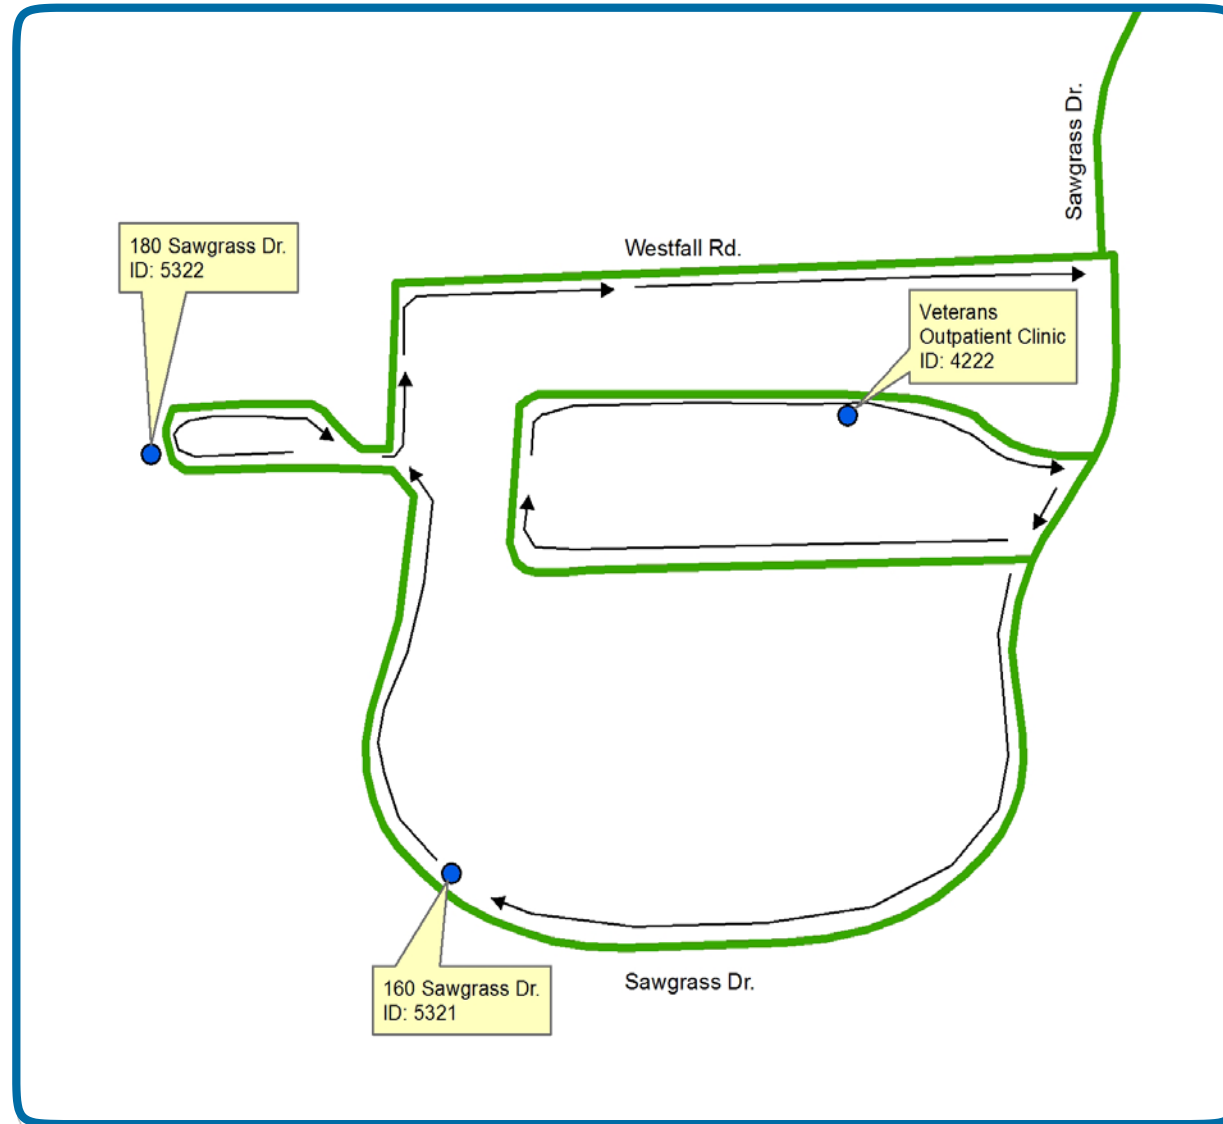 Sawgrass Dr.
180 Sawgrass Dr.
ID: 5322
Westfall Rd.
Veterans
Outpatient Clinic
ID: 4222
160 Sawgrass Dr.
ID: 5321
Sawgrass Dr.